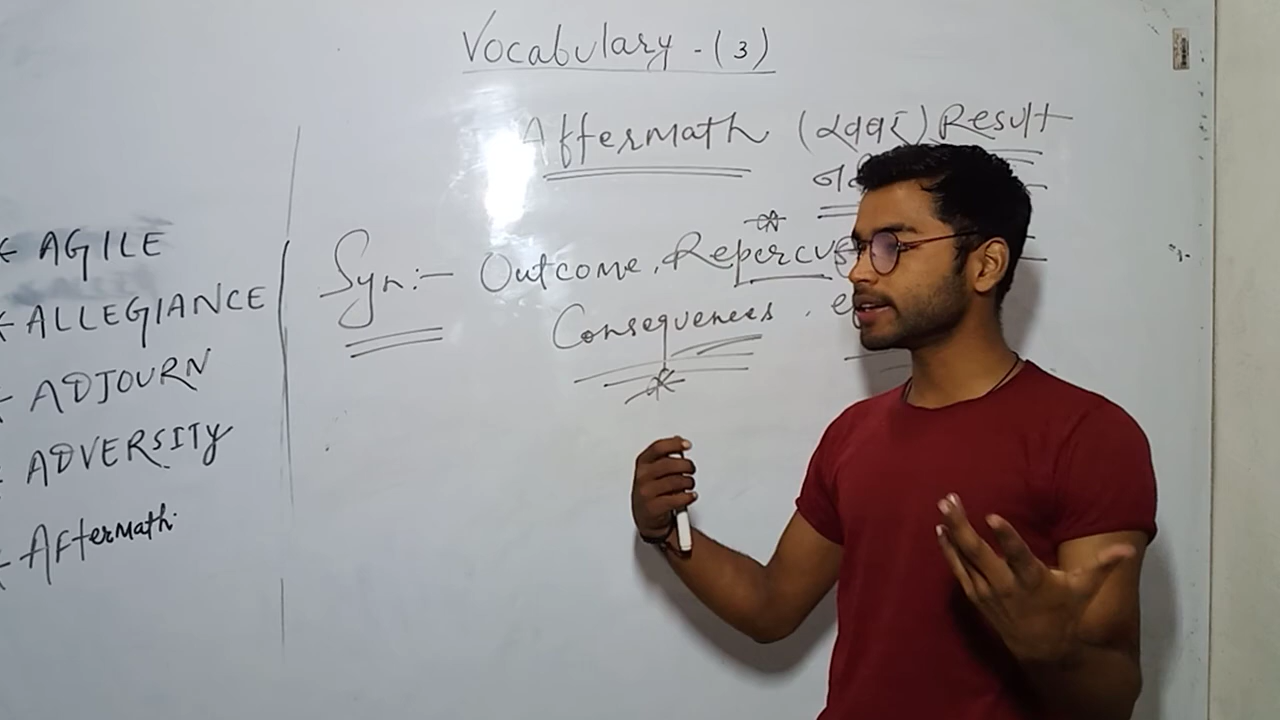 Vocabulary - (3)
Aftermath ( ) Result
Syn:- Outcome, Repercus
Consequences, e
AGILE
ALLEGIANCE
ADJOURN
ADVERSITY
Aftermath